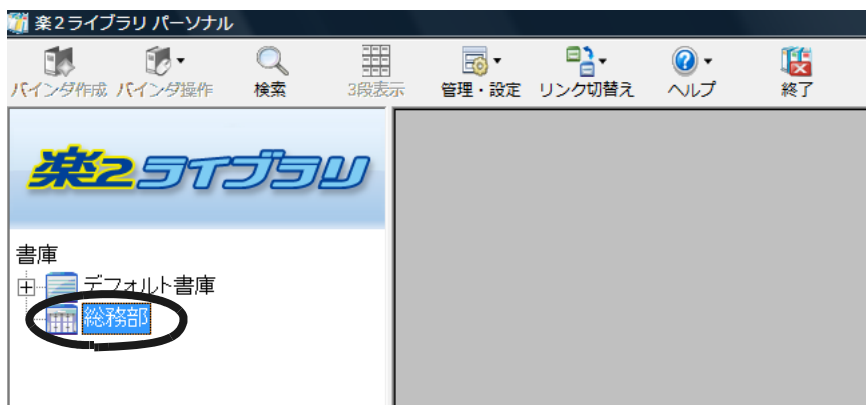 楽2ライブラリ パーソナル
バインダ作成 バインダ操作 検索 3段表示 管理・設定 リンク切替え ヘルプ 終了
楽2ライブラリ
書庫
デフォルト書庫
総務部